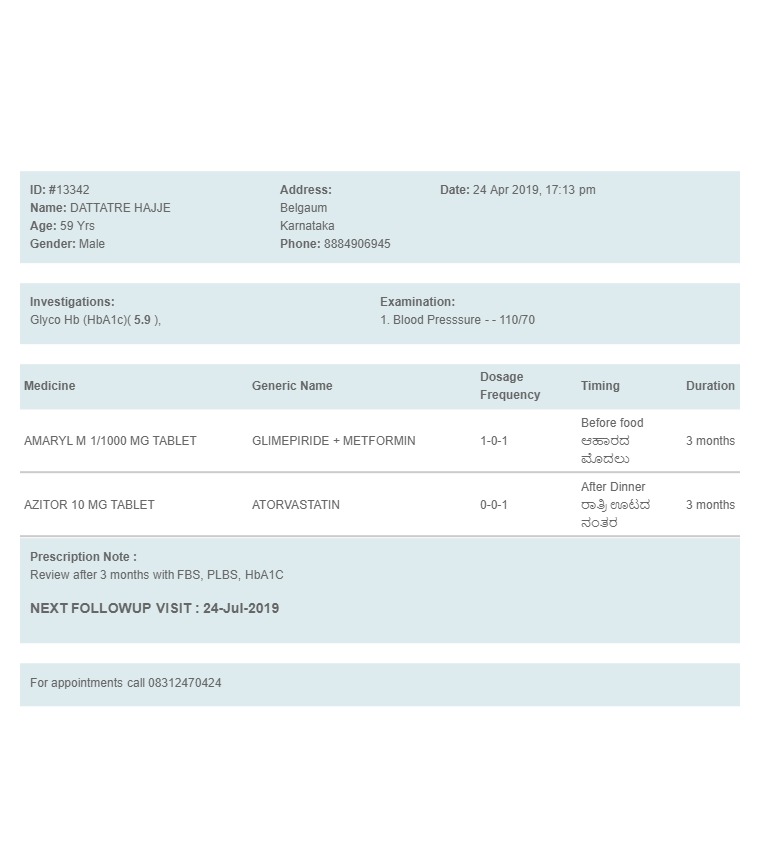 ID: #13342
Name: DATTATRE HAJJE
Age: 59 Yrs
Gender: Male
Address:
Belgaum
Karnataka
Phone: 8884906945
Date: 24 Apr 2019, 17:13 pm
Investigations:
Glyco Hb (HbA1c)( 5.9 ),
Examination:
1. Blood Presssure - - 110/70
Medicine Generic Name Dosage Frequency Timing Duration
AMARYL M 1/1000 MG TABLET GLIMEPIRIDE + METFORMIN 1-0-1 Before food ಆಹಾರದ ಮೊದಲು 3 months
AZITOR 10 MG TABLET ATORVASTATIN 0-0-1 After Dinner ರಾತ್ರಿ ಊಟದ ನಂತರ 3 months
Prescription Note :
Review after 3 months with FBS, PLBS, HbA1C
NEXT FOLLOWUP VISIT : 24-Jul-2019
For appointments call 08312470424